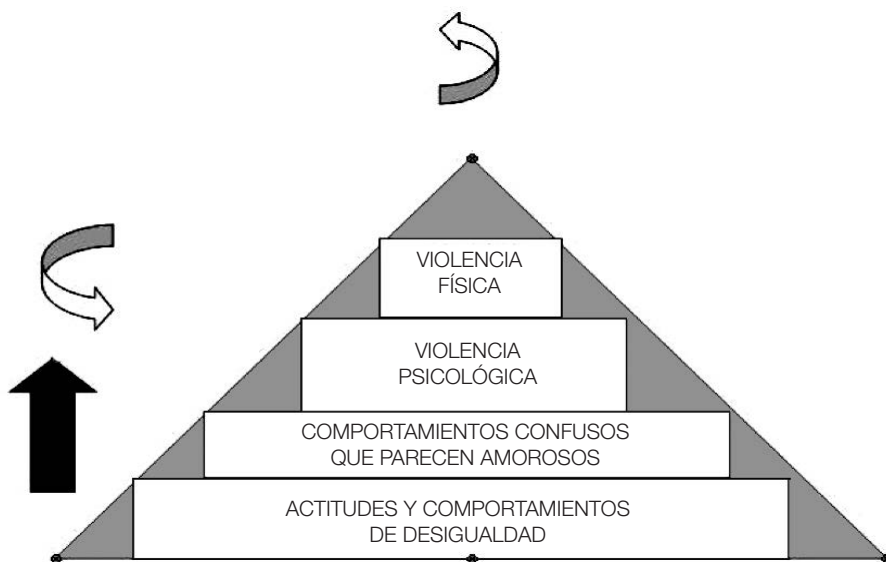 VIOLENCIA
FÍSICA
VIOLENCIA
PSICOLÓGICA
COMPORTAMIENTOS CONFUSOS
QUE PARECEN AMOROSOS
ACTITUDES Y COMPORTAMIENTOS
DE DESIGUALDAD